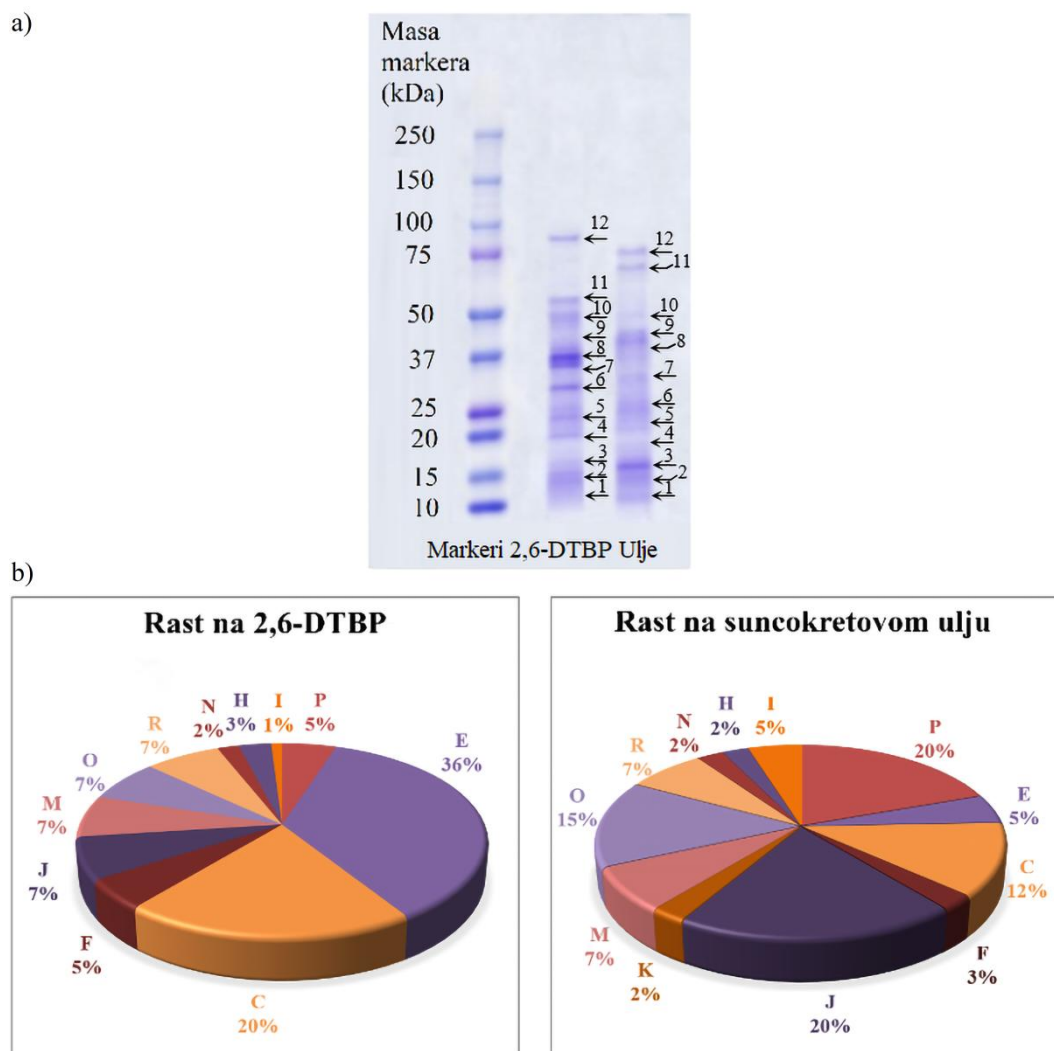 a)
Masa
markera
(kDa)
250
150
100
75
50
37
25
20
15
10
12
11
10
9
8
7
6
5
4
3
2
1
12
11
10
9
8
7
6
5
4
3
2
1
Markeri 2,6-DTBP Ulje
b)
Rast na 2,6-DTBP
P
5%
E
36%
C
20%
F
5%
J
7%
M
7%
O
7%
R
7%
N
2%
H
3%
I
1%
Rast na suncokretovom ulju
P
20%
E
5%
C
12%
F
3%
J
20%
K
2%
M
7%
O
15%
R
7%
N
2%
H
2%
I
5%